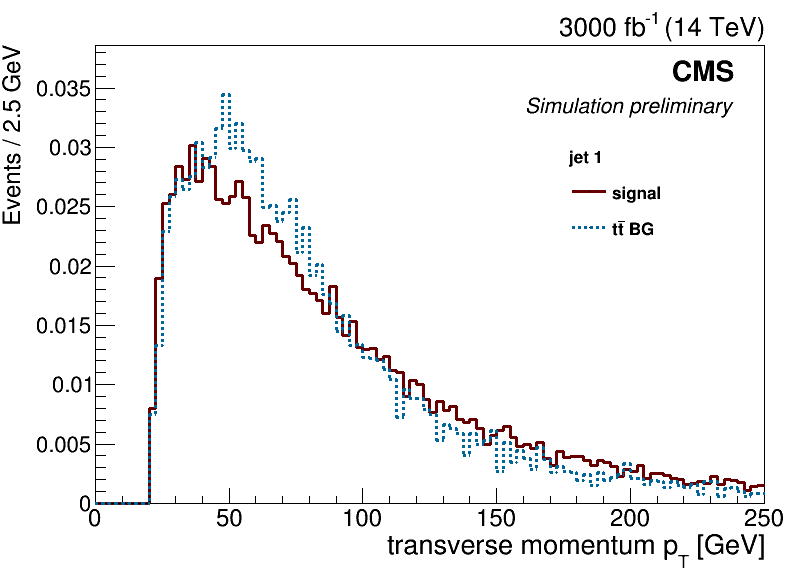 3000 fb⁻¹ (14 TeV)
CMS
Simulation preliminary
jet 1
signal
tt̄ BG
Events / 2.5 GeV
0.035
0.03
0.025
0.02
0.015
0.01
0.005
0
0 50 100 150 200 250
transverse momentum p_T [GeV]